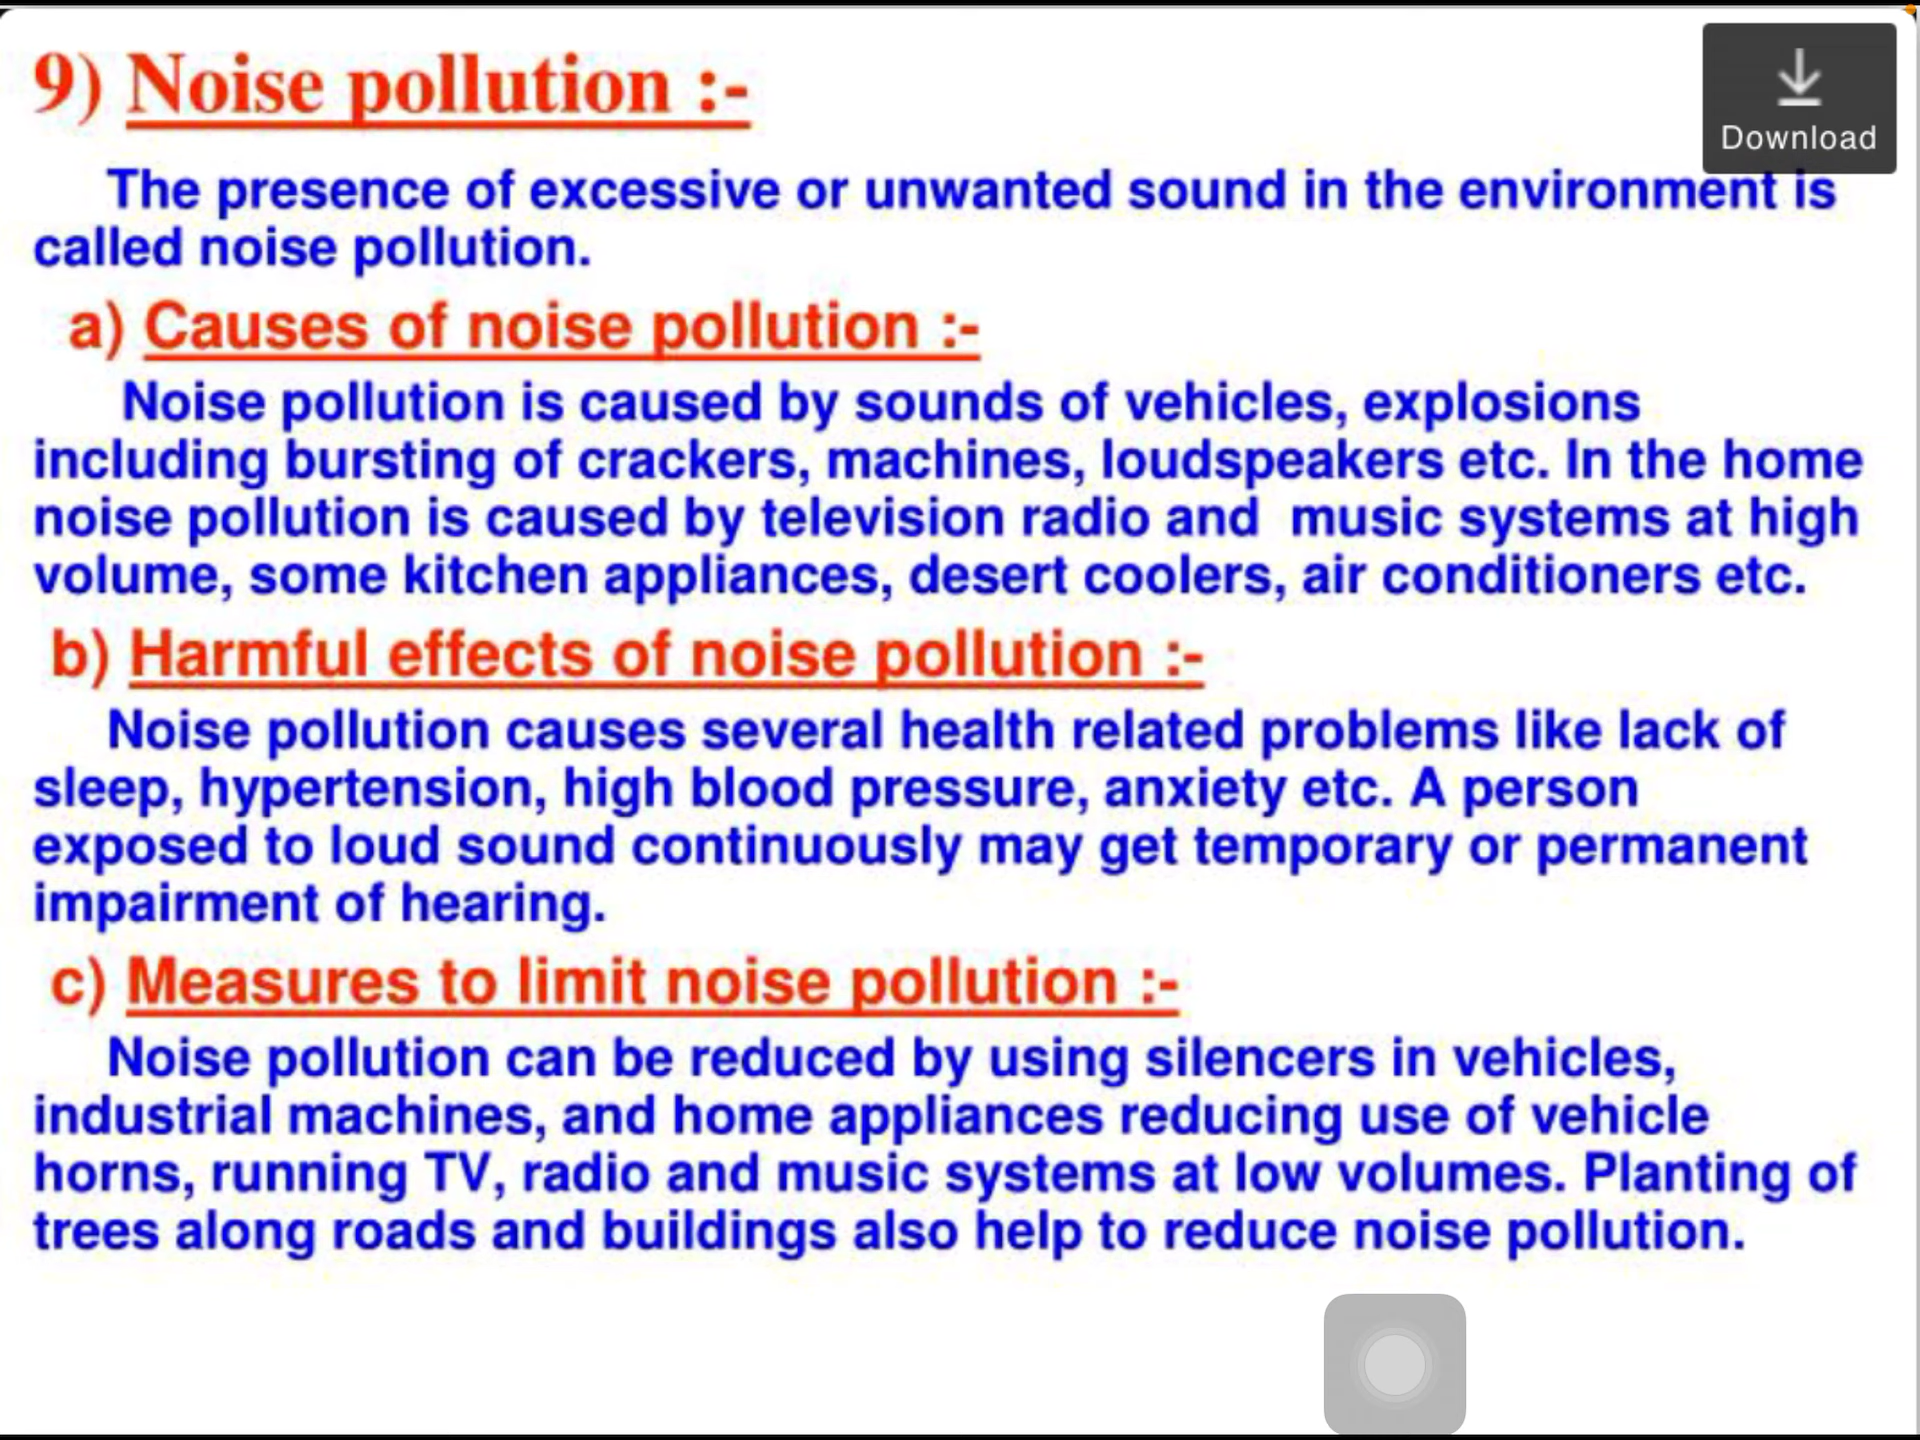 9) Noise pollution :-
Download
The presence of excessive or unwanted sound in the environment is
called noise pollution.
a) Causes of noise pollution :-
Noise pollution is caused by sounds of vehicles, explosions
including bursting of crackers, machines, loudspeakers etc. In the home
noise pollution is caused by television radio and  music systems at high
volume, some kitchen appliances, desert coolers, air conditioners etc.
b) Harmful effects of noise pollution :-
Noise pollution causes several health related problems like lack of
sleep, hypertension, high blood pressure, anxiety etc. A person
exposed to loud sound continuously may get temporary or permanent
impairment of hearing.
c) Measures to limit noise pollution :-
Noise pollution can be reduced by using silencers in vehicles,
industrial machines, and home appliances reducing use of vehicle
horns, running TV, radio and music systems at low volumes. Planting of
trees along roads and buildings also help to reduce noise pollution.